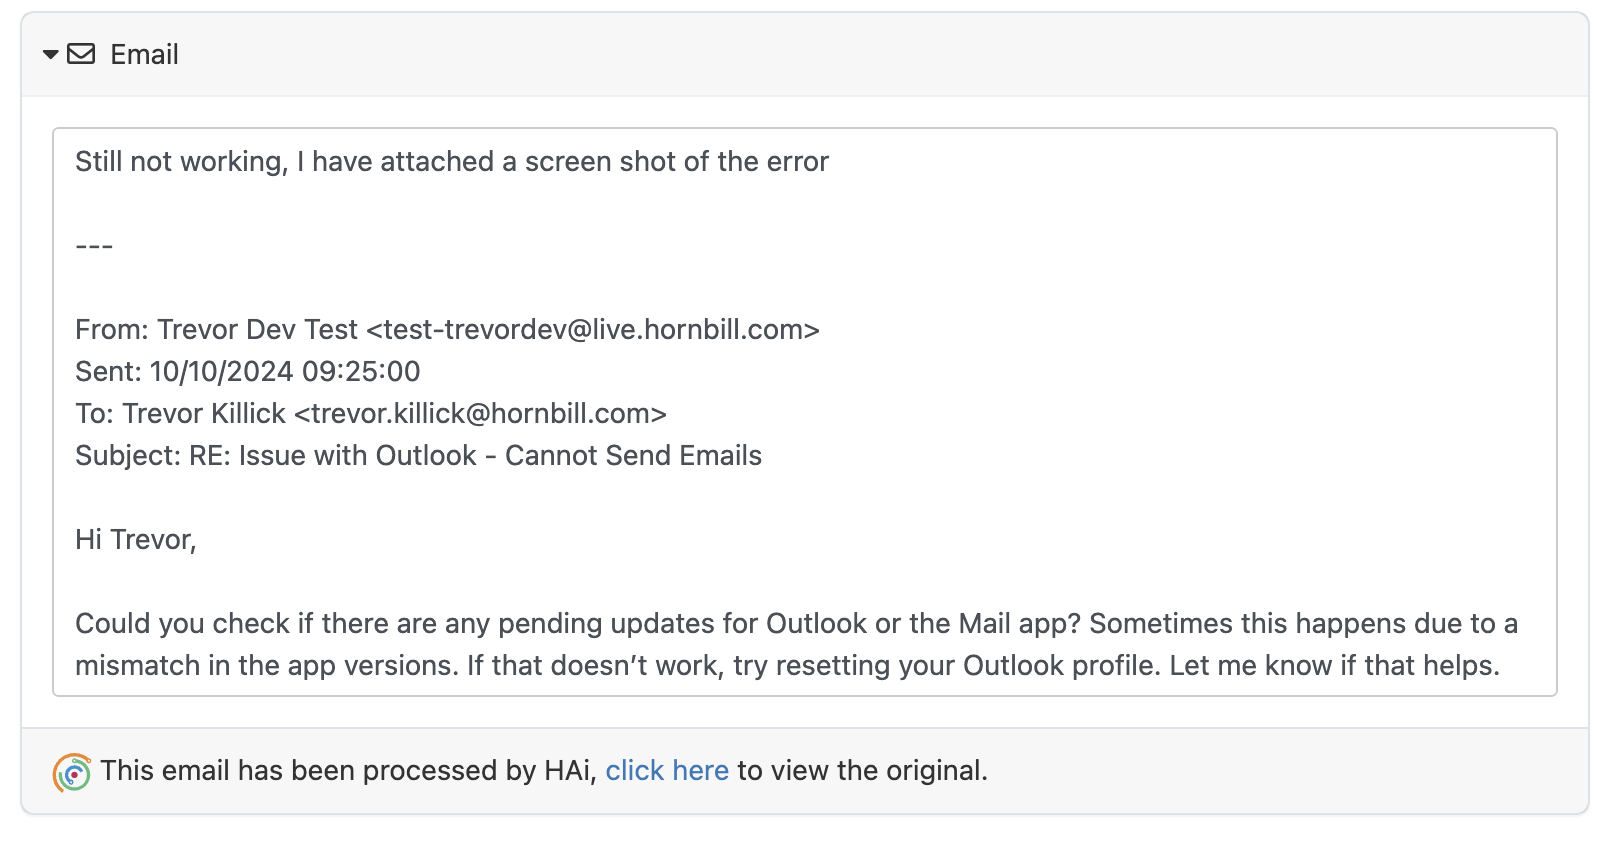 Email
Still not working, I have attached a screen shot of the error
---
From: Trevor Dev Test <test-trevordev@live.hornbill.com>
Sent: 10/10/2024 09:25:00
To: Trevor Killick <trevor.killick@hornbill.com>
Subject: RE: Issue with Outlook - Cannot Send Emails
Hi Trevor,
Could you check if there are any pending updates for Outlook or the Mail app? Sometimes this happens due to a
mismatch in the app versions. If that doesn’t work, try resetting your Outlook profile. Let me know if that helps.
This email has been processed by HAi, click here to view the original.